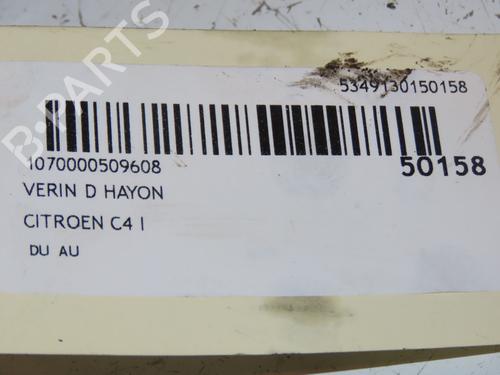 B-PARTS
5349130150158
1070000509608
50158
VERIN D HAYON
CITROEN C4 I
DU AU